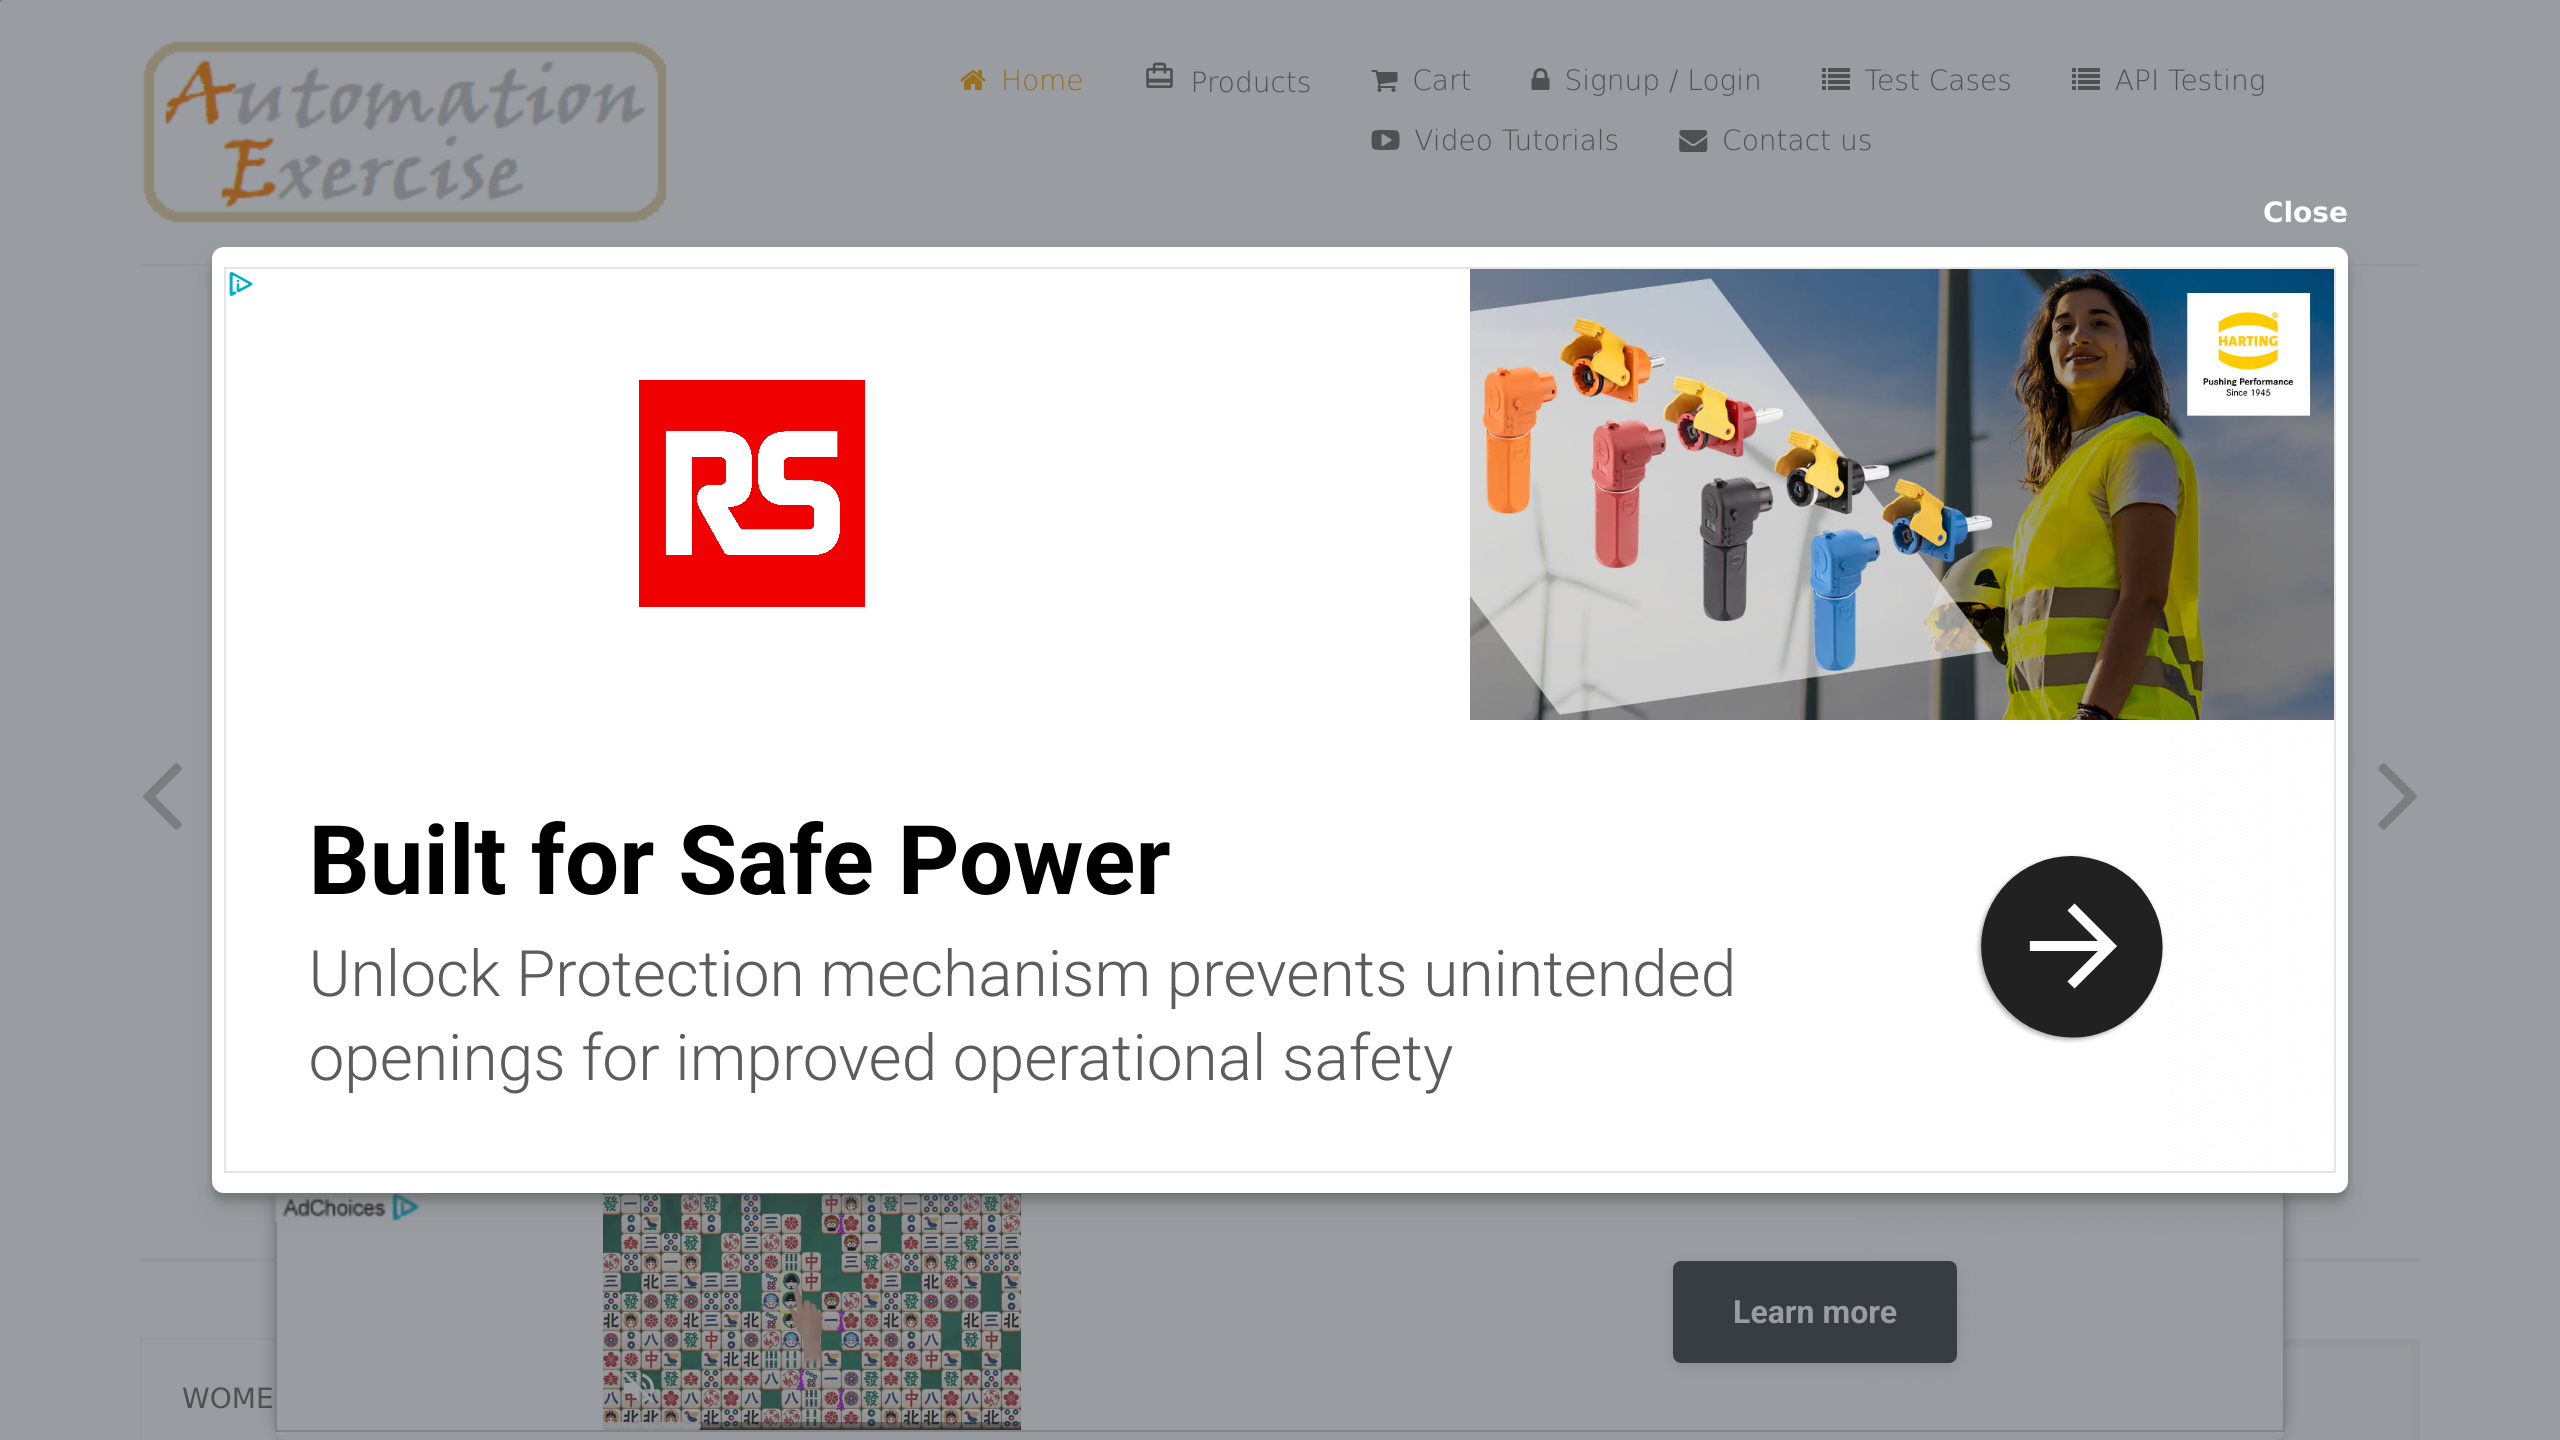 Automation
Exercise
Home
Products
Cart
Signup / Login
Test Cases
API Testing
Video Tutorials
Contact us
Close
RS
HARTING
Pushing Performance
Since 1945
Built for Safe Power
Unlock Protection mechanism prevents unintended
openings for improved operational safety
AdChoices
Learn more
WOME